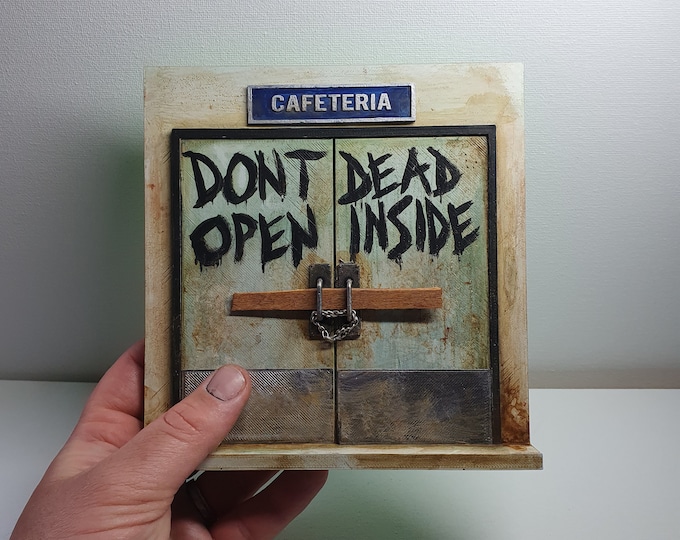 CAFETERIA
DONT
OPEN
DEAD
INSIDE